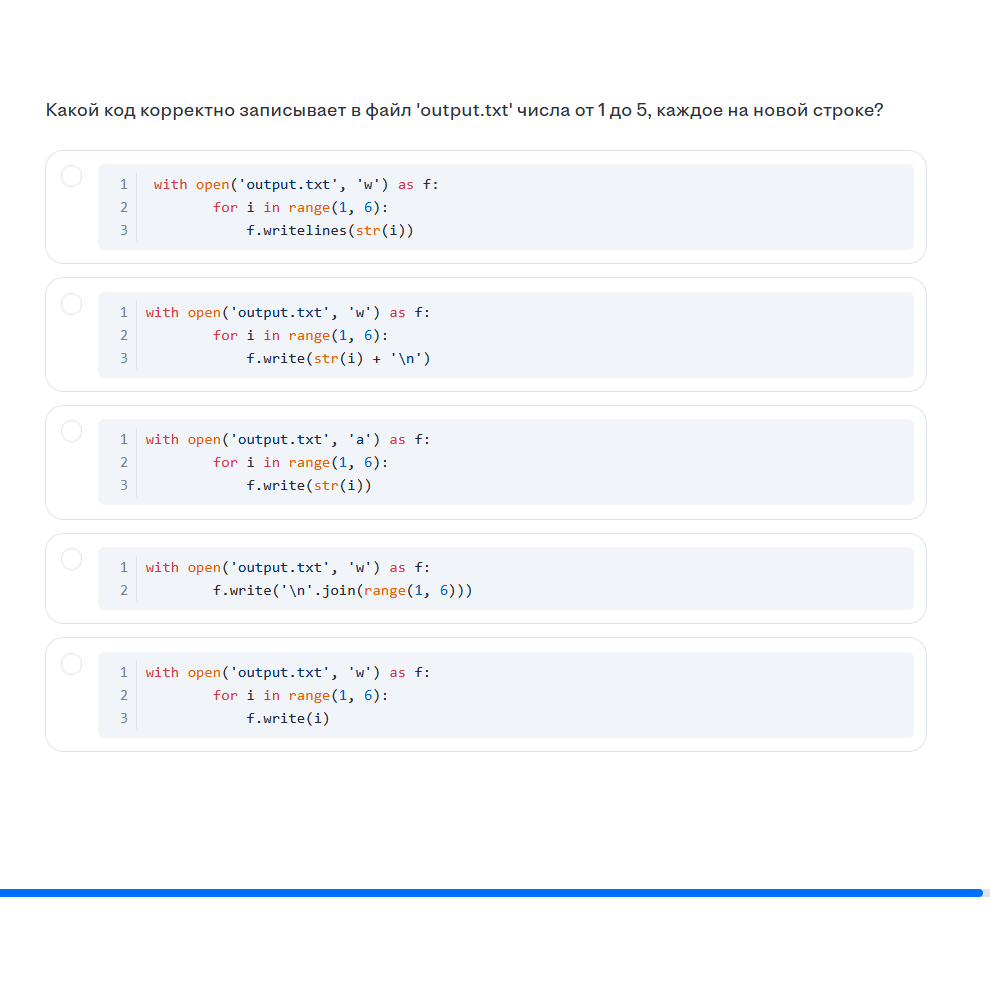 Какой код корректно записывает в файл 'output.txt' числа от 1 до 5, каждое на новой строке?
1 with open('output.txt', 'w') as f:
2 for i in range(1, 6):
3 f.writelines(str(i))
1 with open('output.txt', 'w') as f:
2 for i in range(1, 6):
3 f.write(str(i) + '\n')
1 with open('output.txt', 'a') as f:
2 for i in range(1, 6):
3 f.write(str(i))
1 with open('output.txt', 'w') as f:
2 f.write('\n'.join(range(1, 6)))
1 with open('output.txt', 'w') as f:
2 for i in range(1, 6):
3 f.write(i)